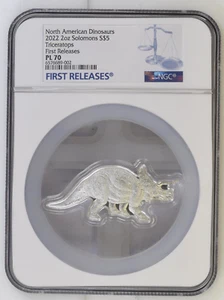 North American Dinosaurs
2022 2oz Solomons S$5
Triceratops
First Releases
PL 70
FIRST RELEASES®
NGC